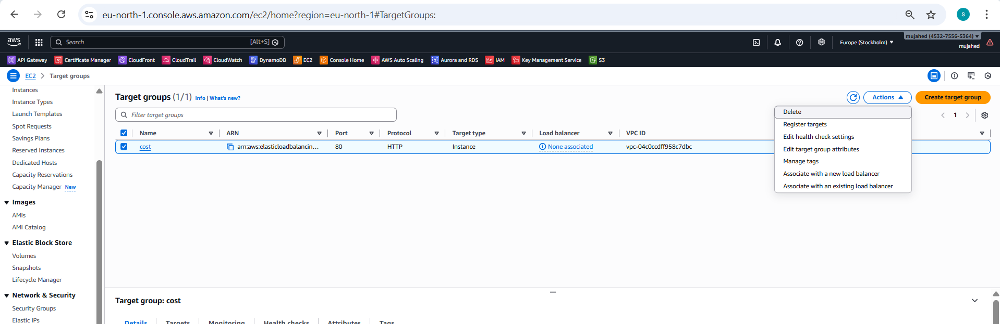 eu-north-1.console.aws.amazon.com/ec2/home?region=eu-north-1#TargetGroups:
S
aws
Search
[Alt+S]
Europe (Stockholm)
mujahed (4532-7556-5364)
mujahed
API Gateway Certificate Manager CloudFront CloudTrail CloudWatch DynamoDB EC2 Console Home AWS Auto Scaling Aurora and RDS IAM Key Management Service S3
EC2 > Target groups
Instances
Instance Types
Launch Templates
Spot Requests
Savings Plans
Reserved Instances
Dedicated Hosts
Capacity Reservations
Capacity Manager New
Images
AMIs
AMI Catalog
Elastic Block Store
Volumes
Snapshots
Lifecycle Manager
Network & Security
Security Groups
Elastic IPs
Target groups (1/1) Info | What's new?
Actions
Create target group
Filter target groups
1
Name ARN Port Protocol Target type Load balancer VPC ID
cost arn:aws:elasticloadbalancin... 80 HTTP Instance None associated vpc-04c0ccdff958c7dbc
Delete
Register targets
Edit health check settings
Edit target group attributes
Manage tags
Associate with a new load balancer
Associate with an existing load balancer
Target group: cost
Details Targets Monitoring Health checks Attributes Tags